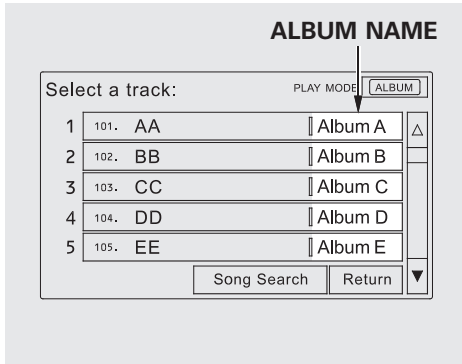 ALBUM NAME
Select a track: PLAY MODE ALBUM
1 101. AA Album A
2 102. BB Album B
3 103. CC Album C
4 104. DD Album D
5 105. EE Album E
Song Search Return